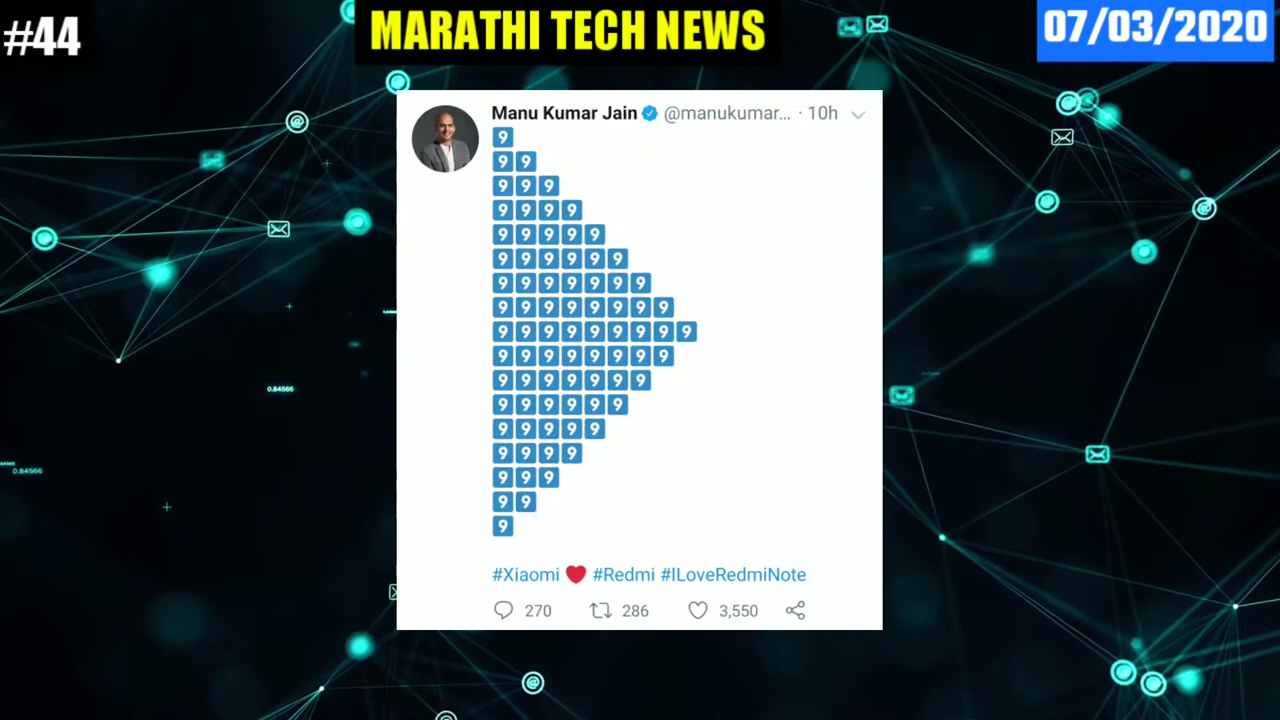 #44
MARATHI TECH NEWS
07/03/2020
Manu Kumar Jain @manukumar... · 10h
9
9 9
9 9 9
9 9 9 9
9 9 9 9 9
9 9 9 9 9 9
9 9 9 9 9 9 9
9 9 9 9 9 9 9 9
9 9 9 9 9 9 9 9 9
9 9 9 9 9 9 9 9
9 9 9 9 9 9 9
9 9 9 9 9 9
9 9 9 9 9
9 9 9 9
9 9 9
9 9
9
#Xiaomi ❤ #Redmi #ILoveRedmiNote
270 286 3,550
0.84566
0.84566